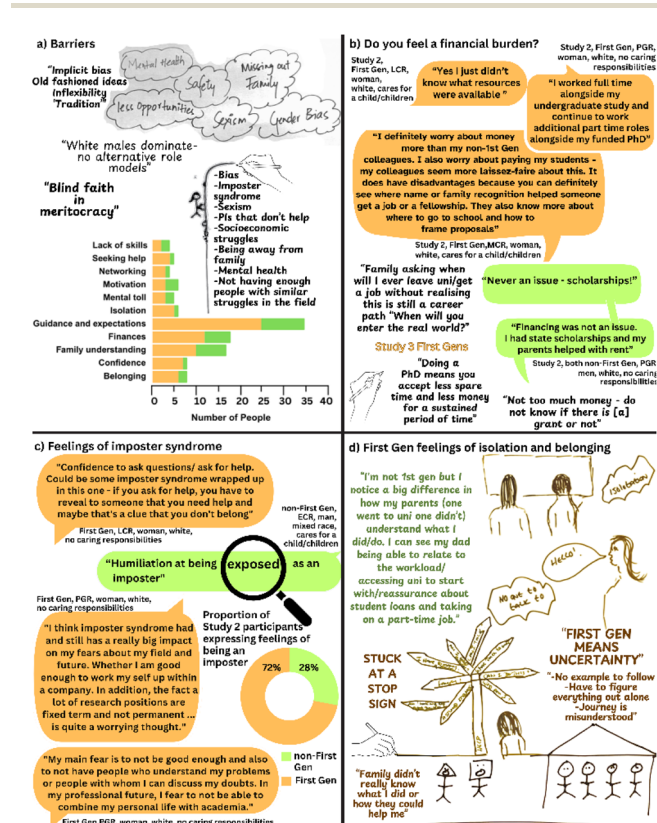 a) Barriers
Mental Health
Missing out
Family
Safety
less Opportunities
Sexism
Gender Bias
"Implicit bias
Old fashioned ideas
Inflexibility
'Tradition"
"White males dominate-
no alternative role
models"
"Blind faith
in
meritocracy"
-Bias
-Imposter
syndrome
-Sexism
-PIs that don't help
-Socioeconomic
struggles
-Being away from
family
-Mental health
-Not having enough
people with similar
struggles in the field
Lack of skills
Seeking help
Networking
Motivation
Mental toll
Isolation
Guidance and expectations
Finances
Family understanding
Confidence
Belonging
0 5 10 15 20 25 30 35 40
Number of People
b) Do you feel a financial burden?
Study 2,
First Gen, LCR,
woman,
white, cares for
a child/children
"Yes I just didn't
know what resources
were available"
Study 2, First Gen, PGR,
woman, white, no caring
responsibilities
"I worked full time
alongside my
undergraduate study and
continue to work
additional part time roles
alongside my funded PhD"
"I definitely worry about money
more than my non-1st Gen
colleagues. I also worry about paying my students -
my colleagues seem more laissez-faire about this. It
does have disadvantages because you can definitely
see where name or family recognition helped someone
get a job or a fellowship. They also know more about
where to go to school and how to
frame proposals"
Study 2, First Gen,MCR, woman,
white, cares for a child/children
"Family asking when
will I ever leave uni/get
a job without realising
this is still a career
path "When will you
enter the real world?"
Study 3 First Gens
"Doing a
PhD means you
accept less spare
time and less money
for a sustained
period of time"
"Never an issue - scholarships!"
"Financing was not an issue.
I had state scholarships and my
parents helped with rent"
Study 2, both non-First Gen, PGR
men, white, no caring
responsibilities
"Not too much money - do
not know if there is [a]
grant or not"
c) Feelings of imposter syndrome
"Confidence to ask questions/ ask for help.
Could be some imposter syndrome wrapped up
in this one - if you ask for help, you have to
reveal to someone that you need help and
maybe that's a clue that you don't belong"
First Gen, LCR, woman, white,
no caring responsibilities
non-First Gen,
ECR, man,
mixed race,
cares for a
child/children
"Humiliation at being exposed as an
imposter"
First Gen, PGR, woman, white,
no caring responsibilities
"I think imposter syndrome had
and still has a really big impact
on my fears about my field and
future. Whether I am good
enough to work my self up within
a company. In addition, the fact a
lot of research positions are
fixed term and not permanent ...
is quite a worrying thought."
Proportion of
Study 2 participants
expressing feelings of
being an
imposter
72% 28%
non-First
Gen
First Gen
"My main fear is to not be good enough and also
to not have people who understand my problems
or people with whom I can discuss my doubts. In
my professional future, I fear to not be able to
combine my personal life with academia."
First Gen PGR, woman, white, no caring responsibilities
d) First Gen feelings of isolation and belonging
"I'm not 1st gen but I
notice a big difference in
how my parents (one
went to uni one didn't)
understand what I
did/do. I can see my dad
being able to relate to
the workload/
accessing uni to start
with/reassurance about
student loans and taking
on a part-time job."
Isolation
Hello!
No one to
talk to
STUCK
AT A
STOP
SIGN
HELP
"FIRST GEN
MEANS
UNCERTAINTY"
"-No example to follow
-Have to figure
everything out alone
-Journey is
misunderstood"
"Family didn't
really know
what I did or
how they could
help me"